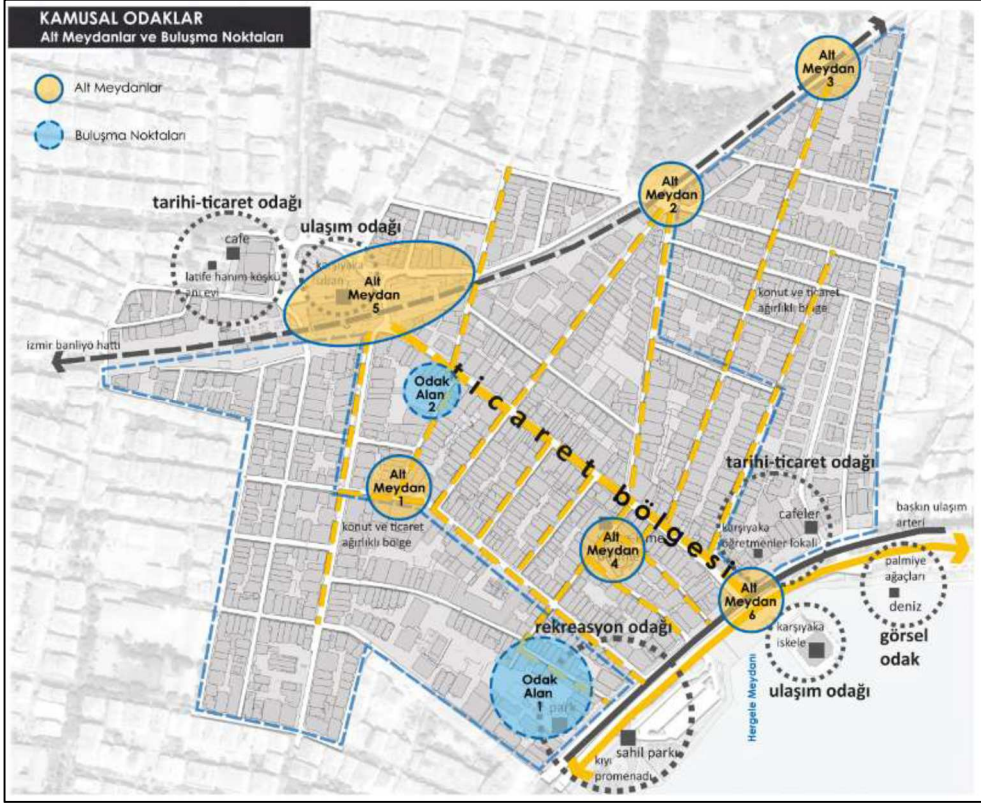 KAMUSAL ODAKLAR
Alt Meydanlar ve Buluşma Noktaları
Alt Meydanlar
Buluşma Noktaları
Alt
Meydan
3
Alt
Meydan
2
tarihi-ticaret odağı
cafe
latife hanım köşkü
anı evi
ulaşım odağı
karşıyaka
Alt
Meydan
5
izmir banliyö hattı
konut ve ticaret
ağırlıklı bölge
Odak
Alan
2
ticaret bölgesi
Alt
Meydan
1
konut ve ticaret
ağırlıklı bölge
tarihi-ticaret odağı
cafeler
karşıyaka
öğretmenler lokali
baskın ulaşım
arteri
Alt
Meydan
4
Alt
Meydan
6
palmiye
ağaçları
deniz
görsel
odak
karşıyaka
iskele
ulaşım odağı
Hergele Meydanı
rekreasyon odağı
Odak
Alan
1
park
sahil parkı
kıyı
promenadı